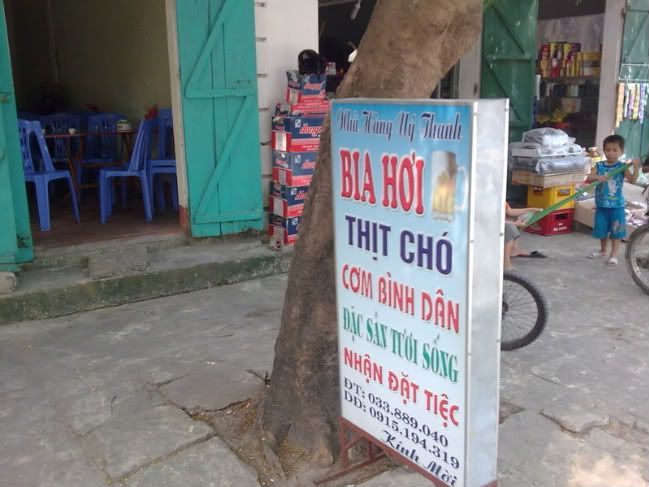 Nhà Hàng Uý Thanh
BIA HƠI
THỊT CHÓ
CƠM BÌNH DÂN
ĐẶC SẢN TƯƠI SỐNG
NHẬN ĐẶT TIỆC
ĐT: 033.889.040
DĐ: 0915.194.319
Kính Mời